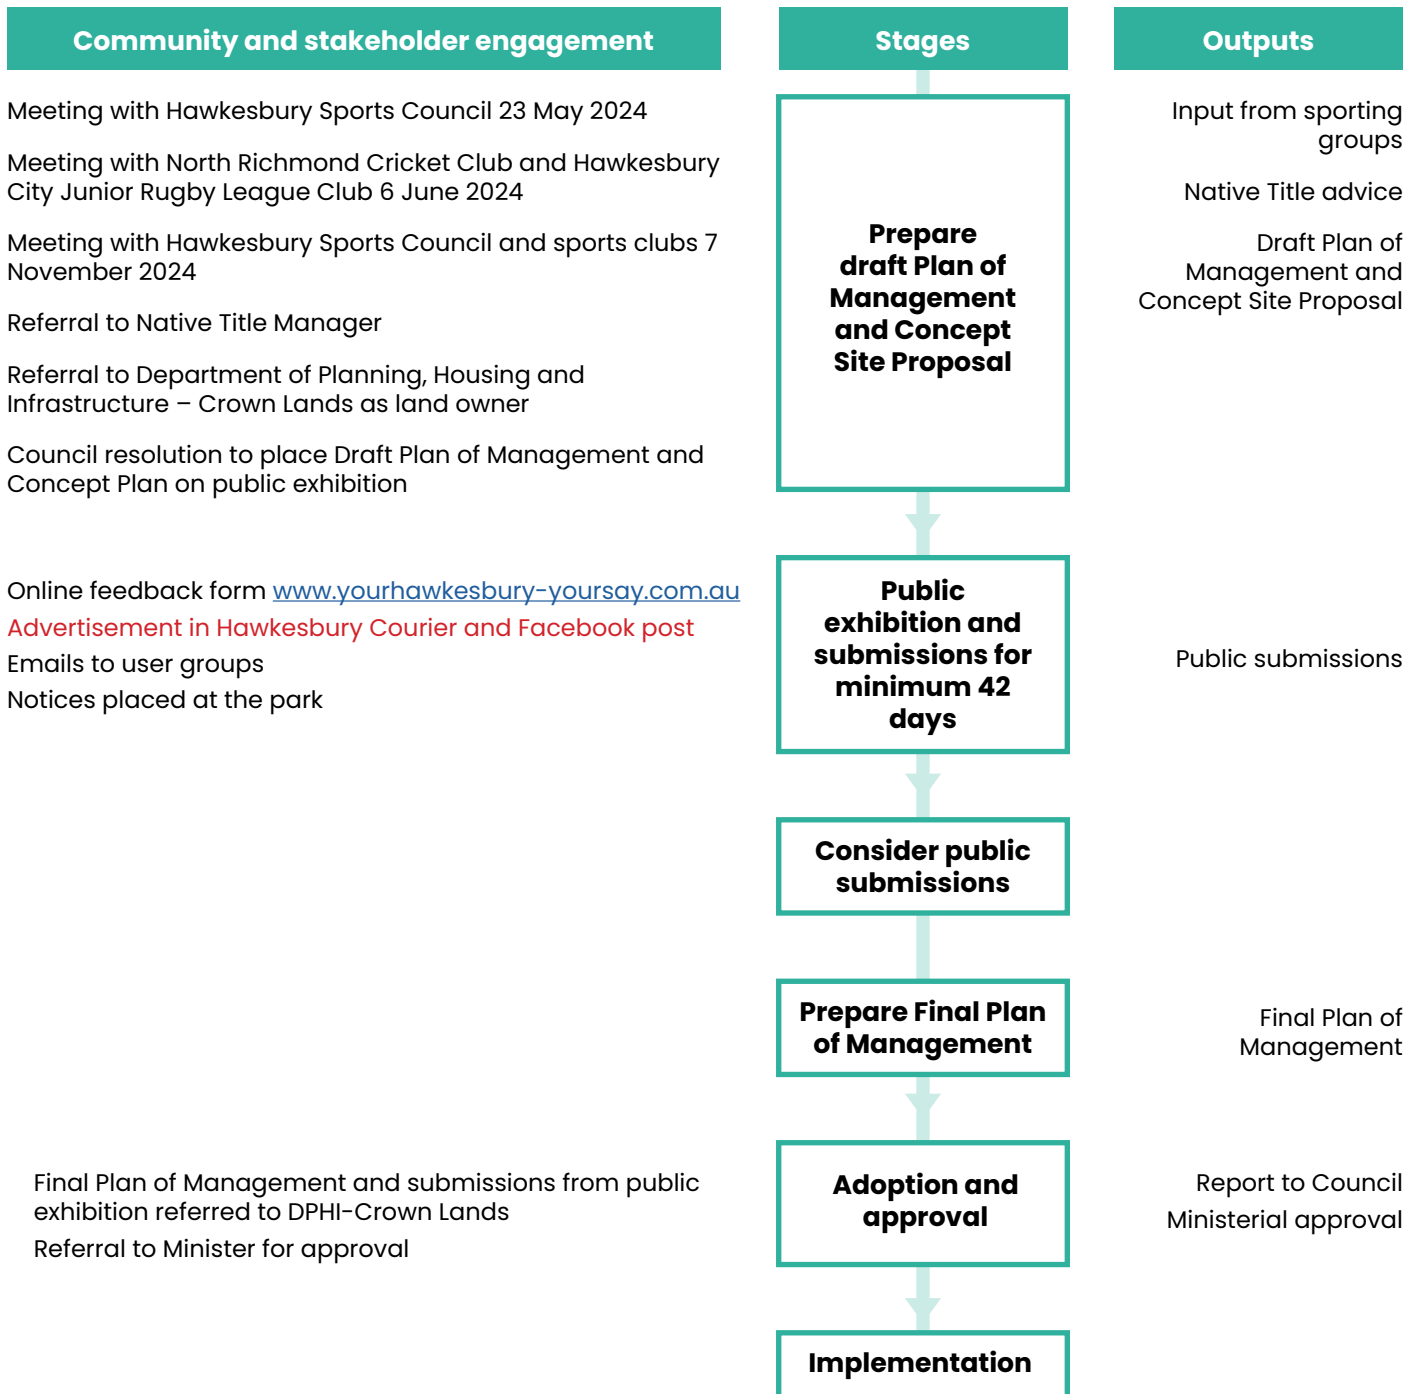 Community and stakeholder engagement
Stages
Outputs
Meeting with Hawkesbury Sports Council 23 May 2024
Meeting with North Richmond Cricket Club and Hawkesbury
City Junior Rugby League Club 6 June 2024
Meeting with Hawkesbury Sports Council and sports clubs 7
November 2024
Referral to Native Title Manager
Referral to Department of Planning, Housing and
Infrastructure – Crown Lands as land owner
Council resolution to place Draft Plan of Management and
Concept Plan on public exhibition
Prepare
draft Plan of
Management
and Concept
Site Proposal
Input from sporting
groups
Native Title advice
Draft Plan of
Management and
Concept Site Proposal
Online feedback form www.yourhawkesbury-yoursay.com.au
Advertisement in Hawkesbury Courier and Facebook post
Emails to user groups
Notices placed at the park
Public
exhibition and
submissions for
minimum 42
days
Public submissions
Consider public
submissions
Prepare Final Plan
of Management
Final Plan of
Management
Final Plan of Management and submissions from public
exhibition referred to DPHI-Crown Lands
Referral to Minister for approval
Adoption and
approval
Report to Council
Ministerial approval
Implementation